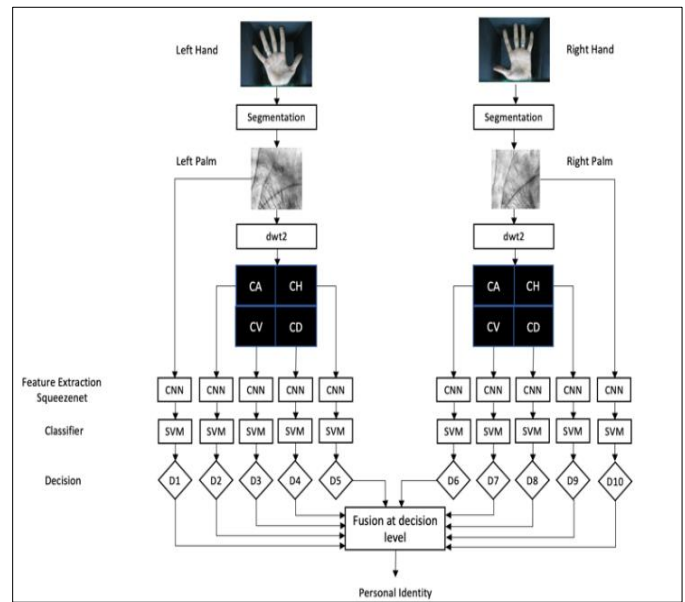 Left Hand
Right Hand
Segmentation
Segmentation
Left Palm
Right Palm
dwt2
dwt2
CA CH
CA CH
CV CD
CV CD
Feature Extraction
Squeezenet
CNN CNN CNN CNN CNN CNN CNN CNN CNN CNN
Classifier
SVM SVM SVM SVM SVM SVM SVM SVM SVM SVM
Decision
D1 D2 D3 D4 D5 D6 D7 D8 D9 D10
Fusion at decision
level
Personal Identity